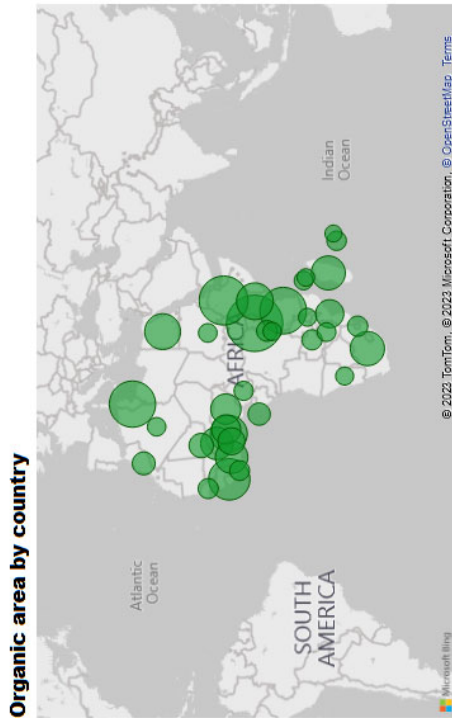 Organic area by country
Atlantic
Ocean
AFRI
Indian
Ocean
SOUTH
AMERICA
Microsoft Bing
© 2023 TomTom, © 2023 Microsoft Corporation, © OpenStreetMap Terms